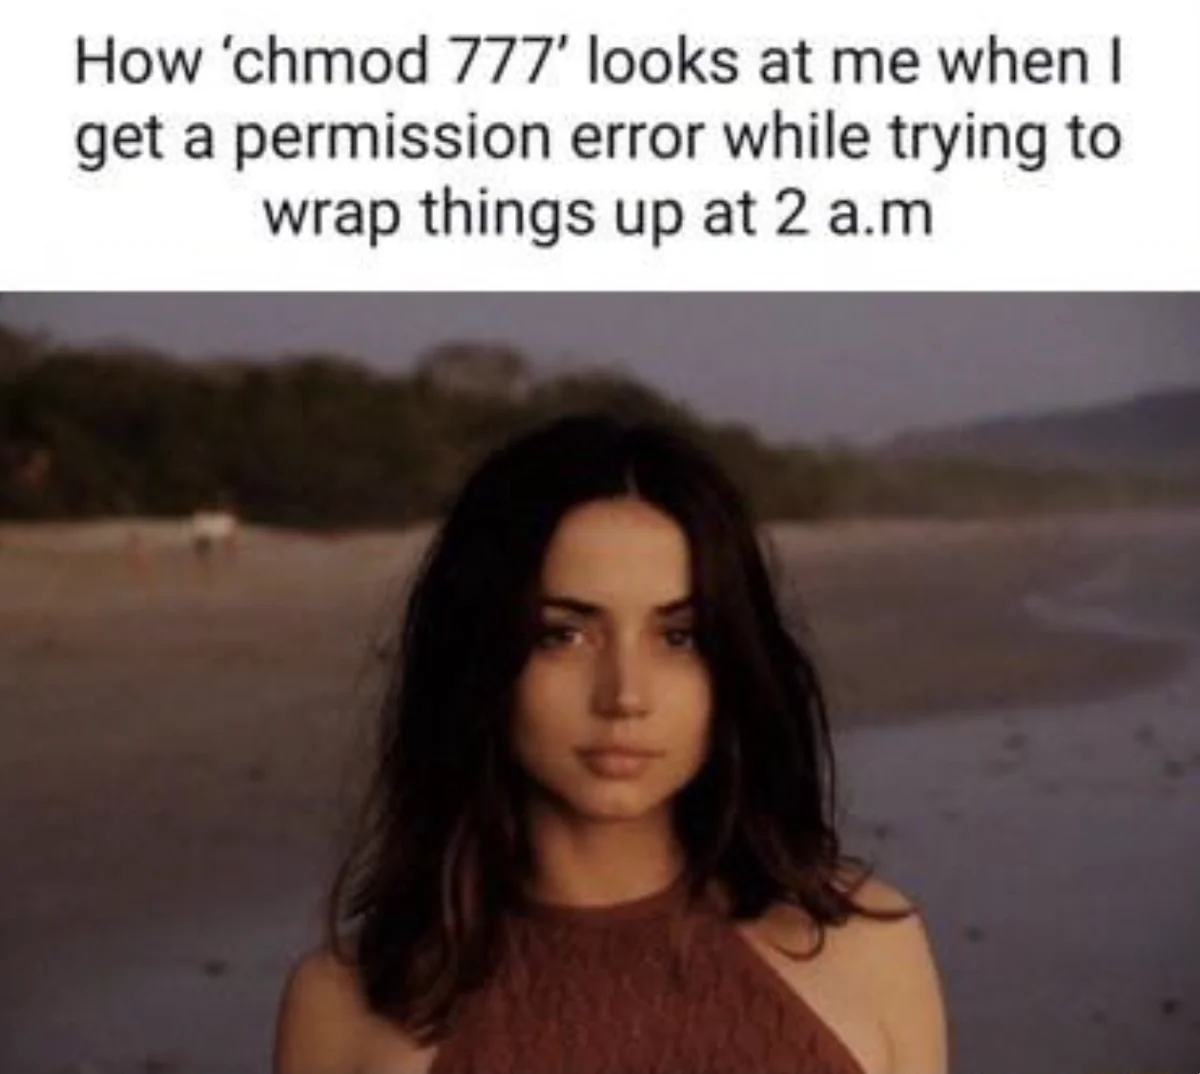 How ‘chmod 777’ looks at me when I
get a permission error while trying to
wrap things up at 2 a.m